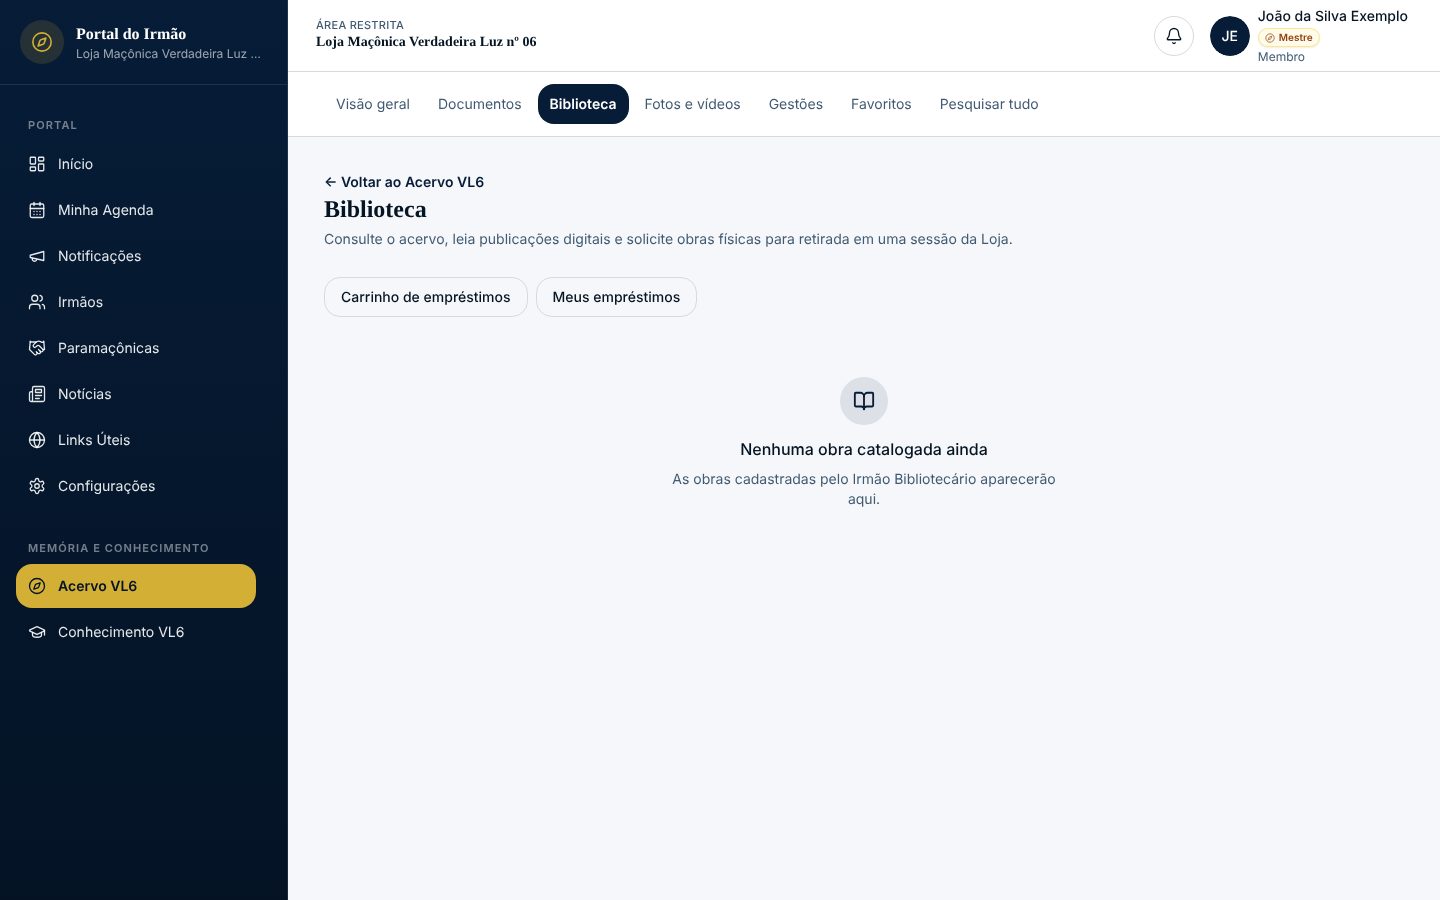 Portal do Irmão
Loja Maçônica Verdadeira Luz ...
PORTAL
Início
Minha Agenda
Notificações
Irmãos
Paramaçônicas
Notícias
Links Úteis
Configurações
MEMÓRIA E CONHECIMENTO
Acervo VL6
Conhecimento VL6
ÁREA RESTRITA
Loja Maçônica Verdadeira Luz nº 06
JE
João da Silva Exemplo
Mestre
Membro
Visão geral
Documentos
Biblioteca
Fotos e vídeos
Gestões
Favoritos
Pesquisar tudo
← Voltar ao Acervo VL6
Biblioteca
Consulte o acervo, leia publicações digitais e solicite obras físicas para retirada em uma sessão da Loja.
Carrinho de empréstimos
Meus empréstimos
Nenhuma obra catalogada ainda
As obras cadastradas pelo Irmão Bibliotecário aparecerão
aqui.